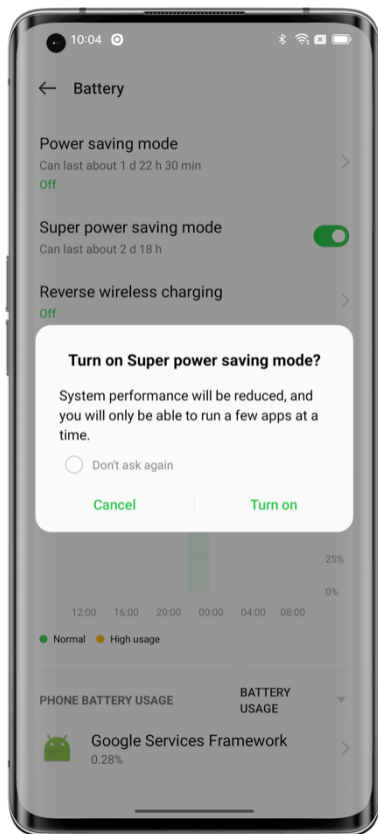 10:04
Battery
Power saving mode
Can last about 1 d 22 h 30 min
Off
Super power saving mode
Can last about 2 d 18 h
Reverse wireless charging
Off
Turn on Super power saving mode?
System performance will be reduced, and
you will only be able to run a few apps at a
time.
Don't ask again
Cancel
Turn on
25%
0%
12:00 16:00 20:00 00:00 04:00 08:00
Normal High usage
PHONE BATTERY USAGE
BATTERY
USAGE
Google Services Framework
0.28%